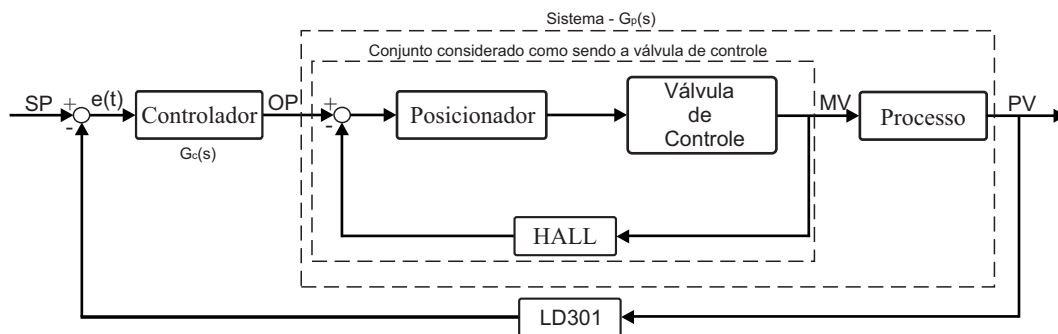 Sistema - Gp(s)
Conjunto considerado como sendo a válvula de controle
SP
+
-
e(t)
Controlador
Gc(s)
OP
+
-
Posicionador
Válvula
de
Controle
MV
Processo
PV
HALL
LD301